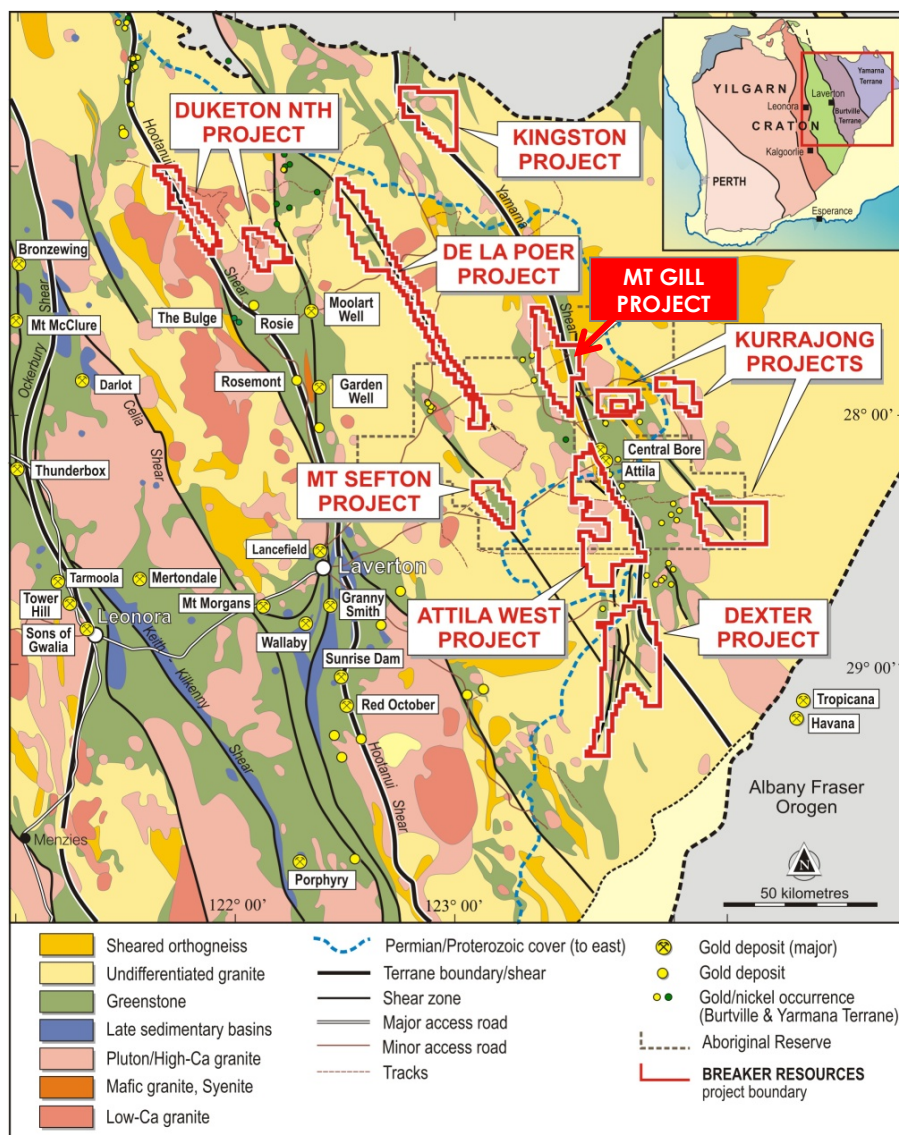 YILGARN
CRATON
Yamarna
Terrane
Laverton
Leonora
Burtville
Terrane
Kalgoorlie
PERTH
Esperance
DUKETON NTH
PROJECT
KINGSTON
PROJECT
Hootanui
Yamarna
DE LA POER
PROJECT
MT GILL
PROJECT
Bronzewing
Shear
Shear
Shear
Moolart
Well
The Bulge
Rosie
Mt McClure
KURRAJONG
PROJECTS
Ockerbury
Darlot
Rosemont
Garden
Well
Celia
Shear
28° 00'
Central Bore
Attila
Thunderbox
MT SEFTON
PROJECT
Lancefield
Laverton
Tarmoola
Mertondale
Tower
Hill
Leonora
Mt Morgans
Granny
Smith
ATTILA WEST
PROJECT
DEXTER
PROJECT
Sons of
Gwalia
Wallaby
Keith - Kilkenny
Shear
Sunrise Dam
29° 00'
Red October
Tropicana
Havana
Hootanui
Shear
Albany Fraser
Orogen
Menzies
Porphyry
N
122° 00'
123° 00'
50 kilometres
Sheared orthogneiss
Undifferentiated granite
Greenstone
Late sedimentary basins
Pluton/High-Ca granite
Mafic granite, Syenite
Low-Ca granite
Permian/Proterozoic cover (to east)
Terrane boundary/shear
Shear zone
Major access road
Minor access road
Tracks
Gold deposit (major)
Gold deposit
Gold/nickel occurrence
(Burtville & Yarmana Terrane)
Aboriginal Reserve
BREAKER RESOURCES
project boundary